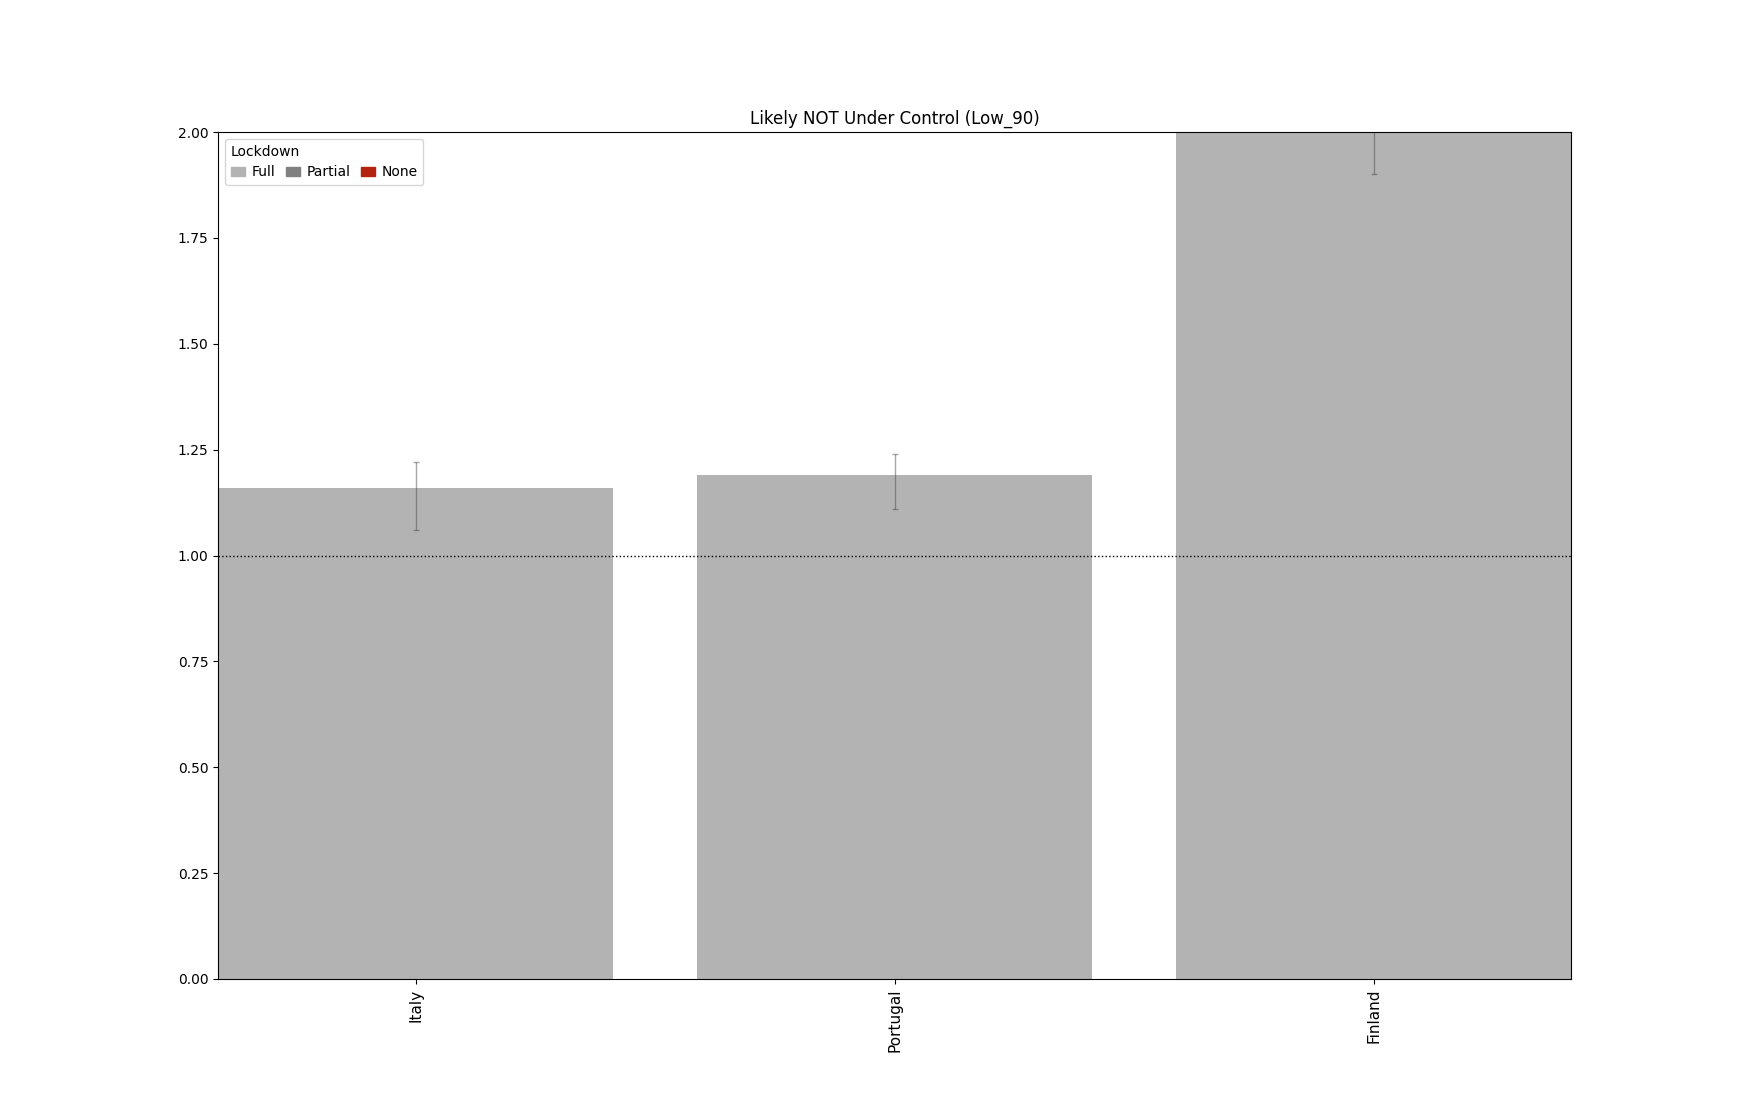 Likely NOT Under Control (Low_90)
Lockdown
Full Partial None
2.00
1.75
1.50
1.25
1.00
0.75
0.50
0.25
0.00
Italy
Portugal
Finland